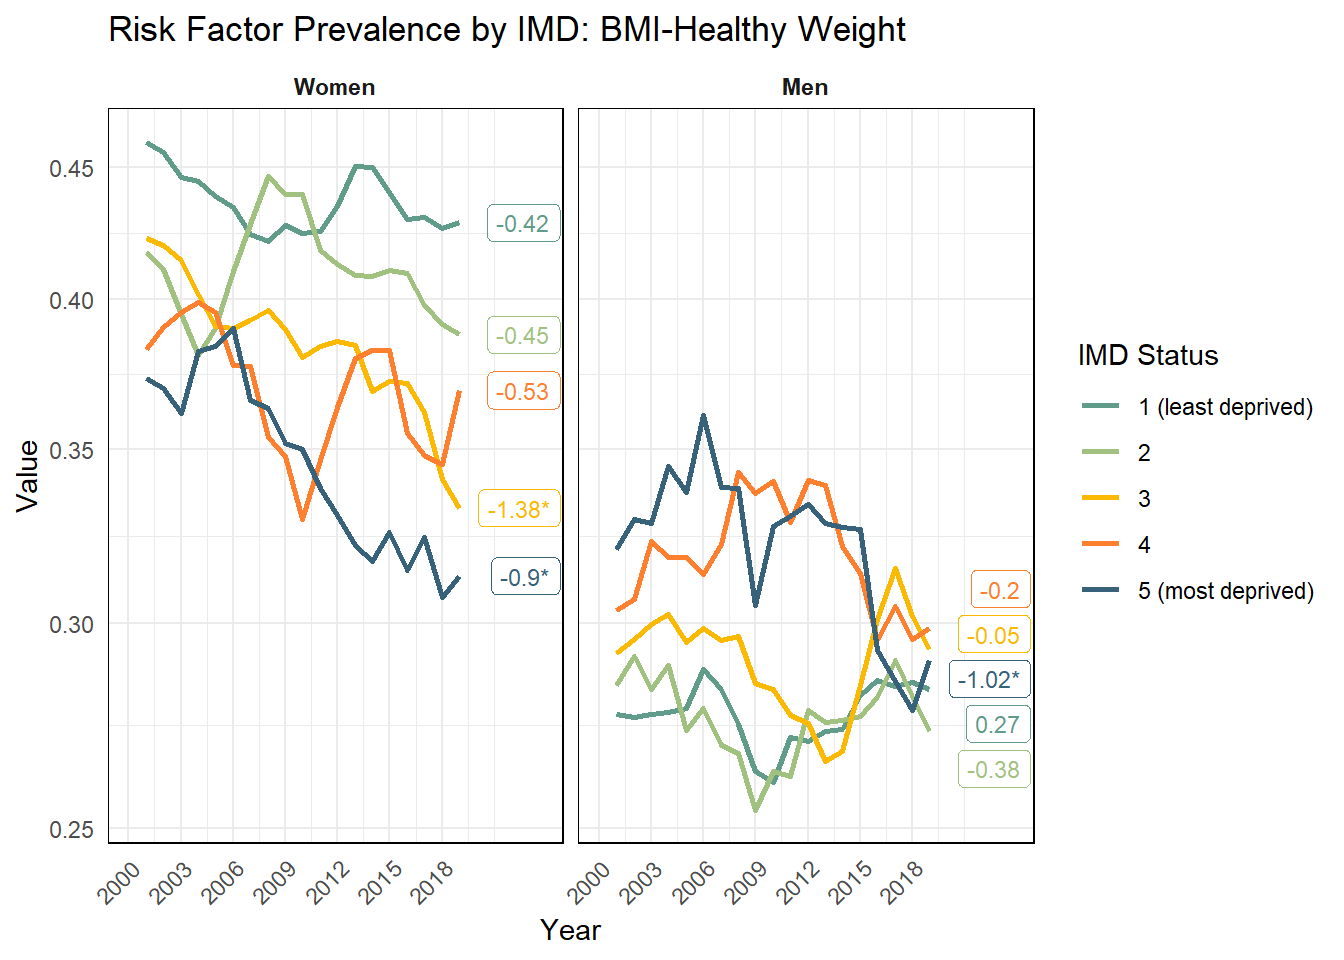 Risk Factor Prevalence by IMD: BMI-Healthy Weight
Women
Men
Value
0.45
0.40
0.35
0.30
0.25
-0.42
-0.45
-0.53
-1.38*
-0.9*
-0.2
-0.05
-1.02*
0.27
-0.38
IMD Status
1 (least deprived)
2
3
4
5 (most deprived)
2000 2003 2006 2009 2012 2015 2018
2000 2003 2006 2009 2012 2015 2018
Year